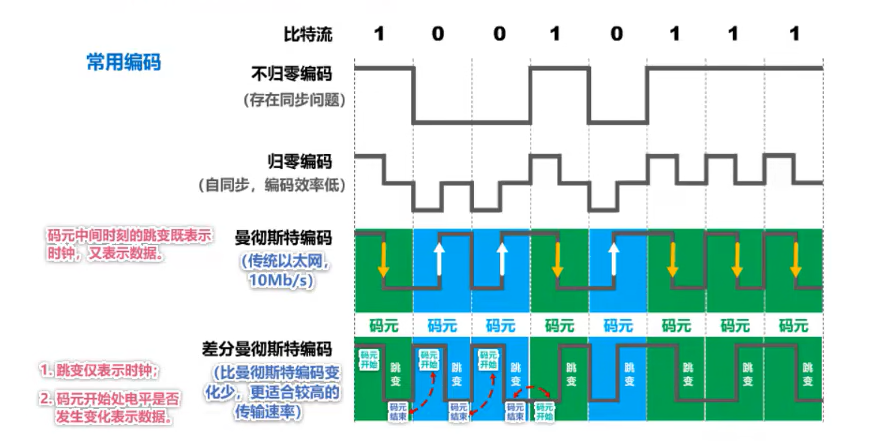 比特流 1 0 0 1 0 1 1 1
常用编码
不归零编码
(存在同步问题)
归零编码
(自同步，编码效率低)
码元中间时刻的跳变既表示
时钟，又表示数据。
曼彻斯特编码
(传统以太网，
10Mb/s)
码元 码元 码元 码元 码元 码元 码元 码元
差分曼彻斯特编码
(比曼彻斯特编码变
化少，更适合较高的
传输速率)
1. 跳变仅表示时钟；
2. 码元开始处电平是否
发生变化表示数据。
码元
开始
跳
变
码元
结束
码元
开始
跳
变
码元
结束
码元
开始
跳
变
码元
结束
码元
开始
跳
变
跳
变
跳
变
跳
变
跳
变